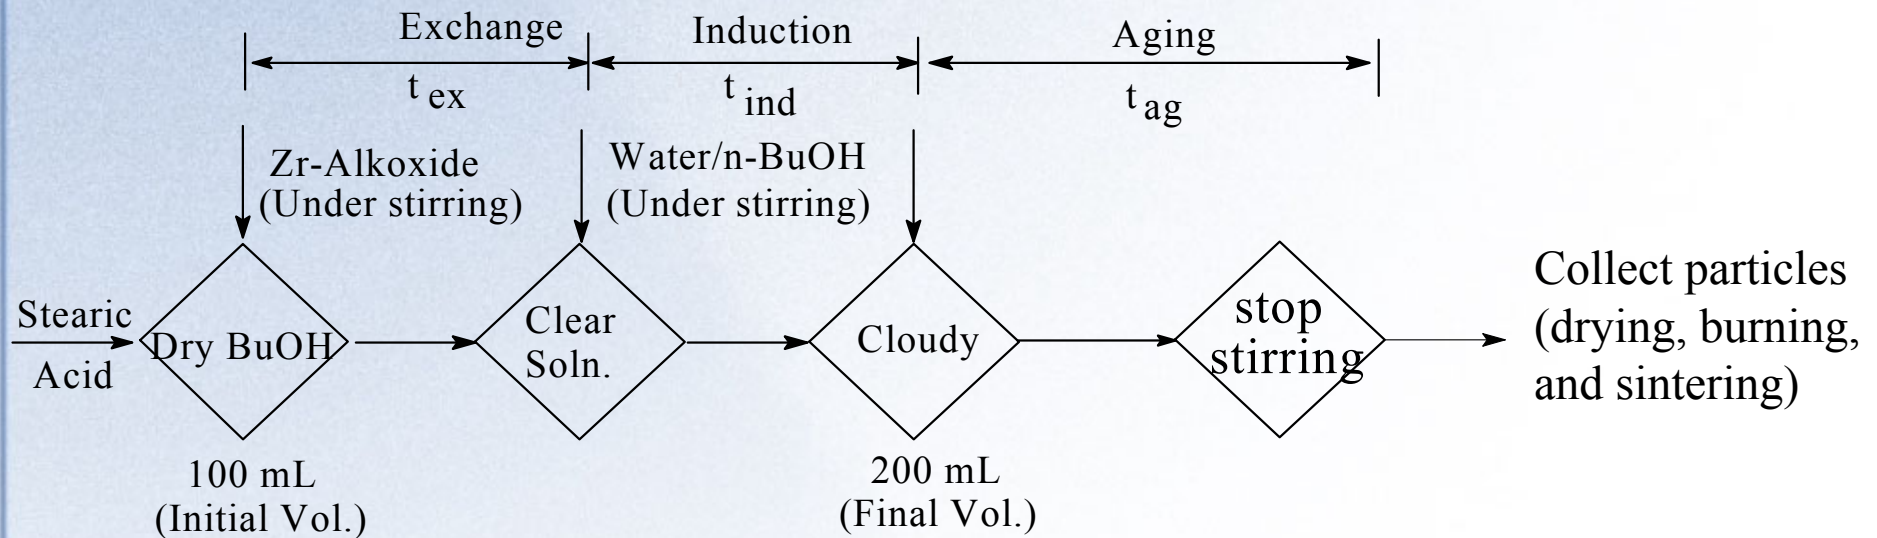 Exchange
t ex
Induction
t ind
Aging
t ag
Zr-Alkoxide
(Under stirring)
Water/n-BuOH
(Under stirring)
Stearic
Acid
Dry BuOH
Clear
Soln.
Cloudy
stop
stirring
Collect particles
(drying, burning,
and sintering)
100 mL
(Initial Vol.)
200 mL
(Final Vol.)